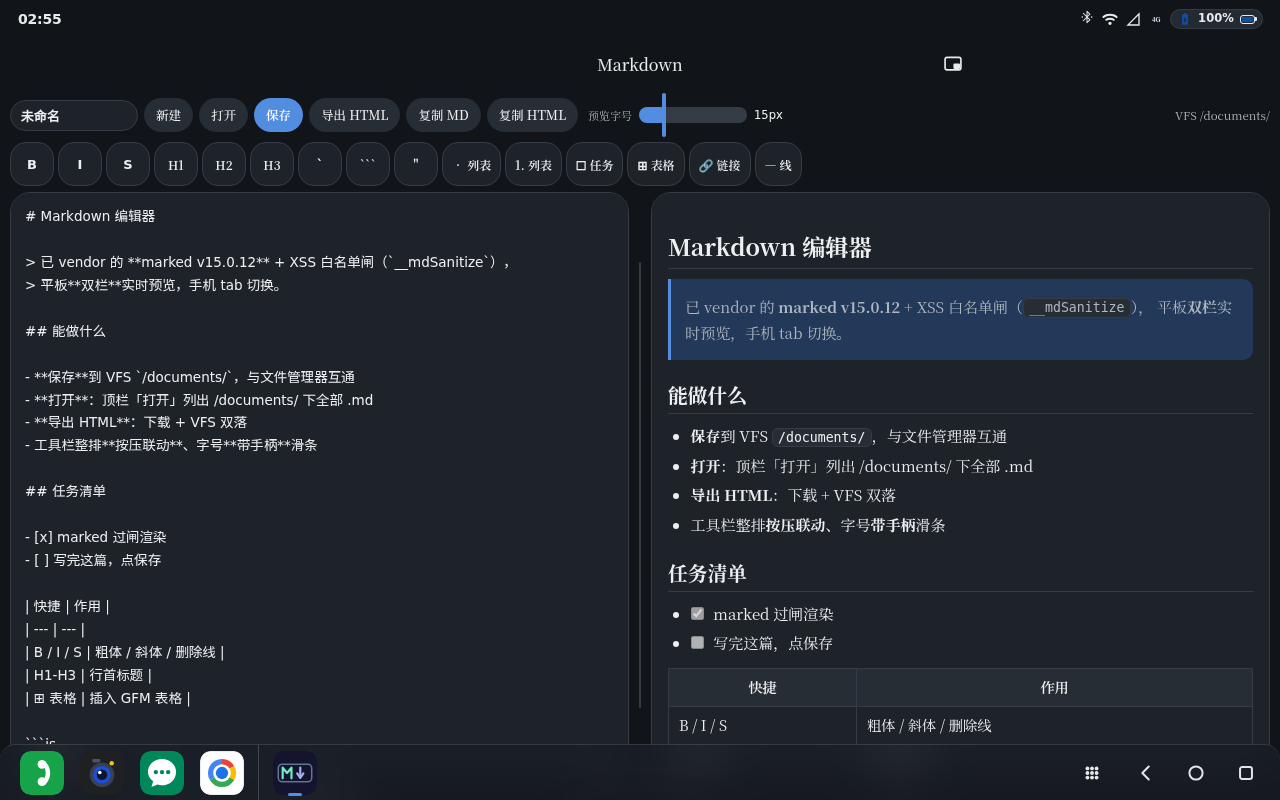 02:55
4G
100%
Markdown
未命名 新建 打开 保存 导出 HTML 复制 MD 复制 HTML 预览字号 15px VFS /documents/
B I S H1 H2 H3 ` ``` " · 列表 1. 列表 ☐ 任务 ⊞ 表格 🔗 链接 — 线
# Markdown 编辑器
> 已 vendor 的 **marked v15.0.12** + XSS 白名单闸（`__mdSanitize`），
> 平板**双栏**实时预览，手机 tab 切换。
## 能做什么
- **保存**到 VFS `/documents/`，与文件管理器互通
- **打开**：顶栏「打开」列出 /documents/ 下全部 .md
- **导出 HTML**：下载 + VFS 双落
- 工具栏整排**按压联动**、字号**带手柄**滑条
## 任务清单
- [x] marked 过闸渲染
- [ ] 写完这篇，点保存
| 快捷 | 作用 |
| --- | --- |
| B / I / S | 粗体 / 斜体 / 删除线 |
| H1-H3 | 行首标题 |
| ⊞ 表格 | 插入 GFM 表格 |
```js
Markdown 编辑器
已 vendor 的 marked v15.0.12 + XSS 白名单闸（__mdSanitize）， 平板双栏实
时预览，手机 tab 切换。
能做什么
保存到 VFS /documents/，与文件管理器互通
打开：顶栏「打开」列出 /documents/ 下全部 .md
导出 HTML：下载 + VFS 双落
工具栏整排按压联动、字号带手柄滑条
任务清单
marked 过闸渲染
写完这篇，点保存
快捷 作用
B / I / S 粗体 / 斜体 / 删除线
M